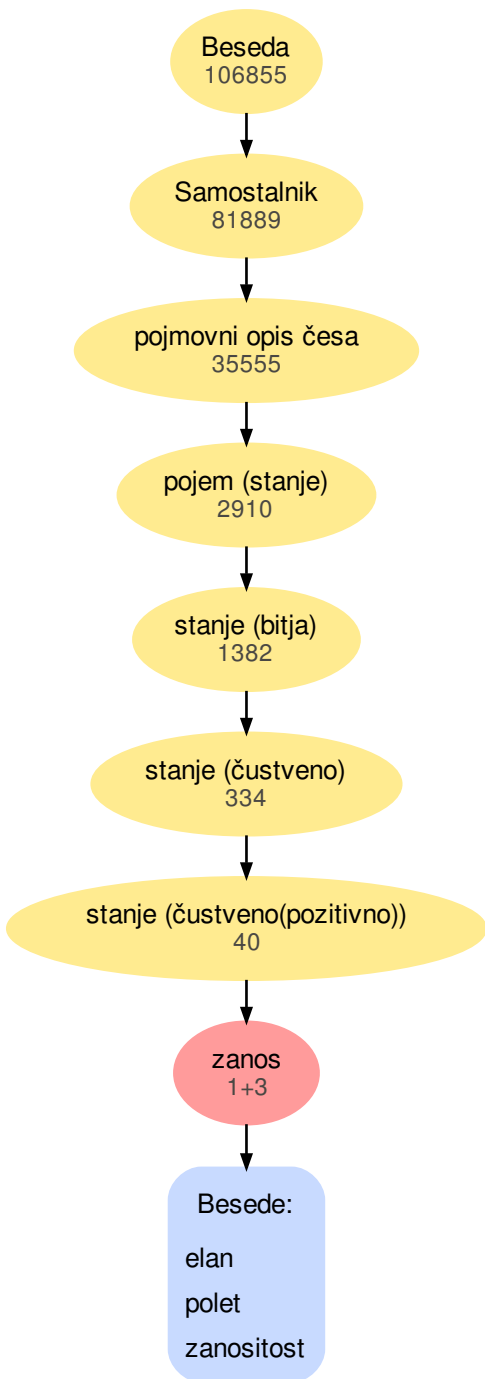 Beseda
106855
Samostalnik
81889
pojmovni opis česa
35555
pojem (stanje)
2910
stanje (bitja)
1382
stanje (čustveno)
334
stanje (čustveno(pozitivno))
40
zanos
1+3
Besede:
elan
polet
zanositost